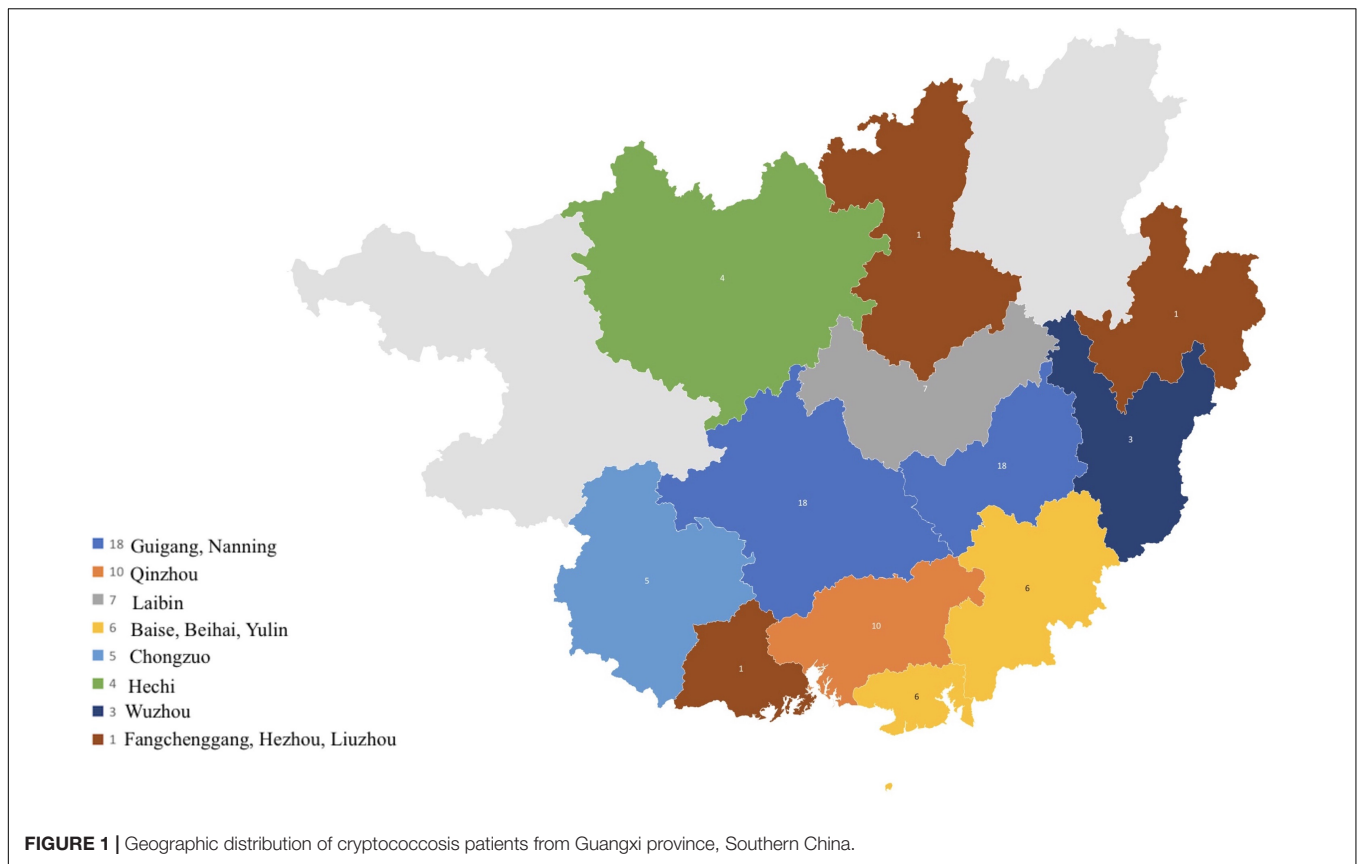 1
1
4
7
3
18
18
5
6
10
1
6
18 Guigang, Nanning
10 Qinzhou
7 Laibin
6 Baise, Beihai, Yulin
5 Chongzuo
4 Hechi
3 Wuzhou
1 Fangchenggang, Hezhou, Liuzhou
FIGURE 1 | Geographic distribution of cryptococcosis patients from Guangxi province, Southern China.